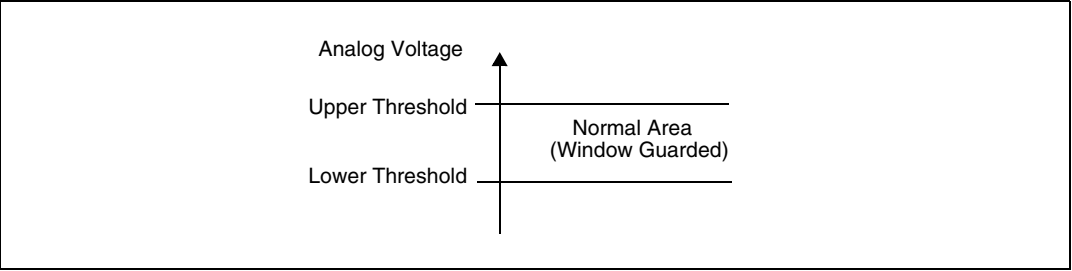 Analog Voltage
Upper Threshold
Normal Area
(Window Guarded)
Lower Threshold